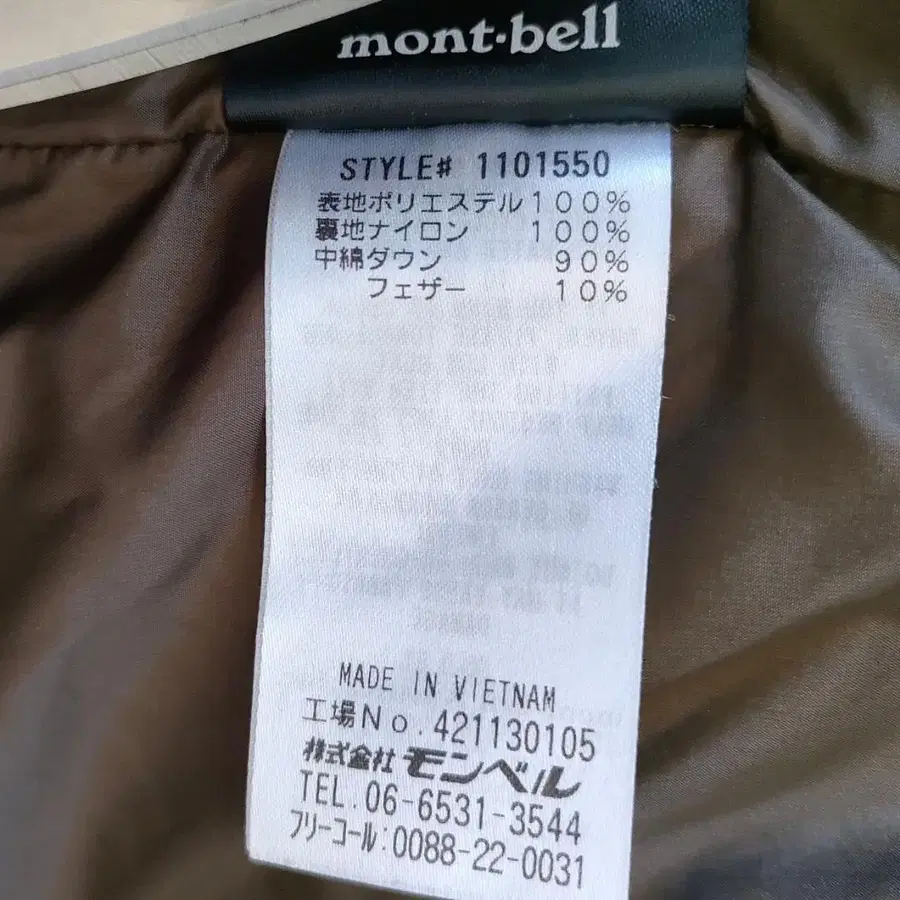 mont-bell
STYLE# 1101550
表地ポリエステル100%
裏地ナイロン 100%
中綿ダウン 90%
フェザー 10%
MADE IN VIETNAM
工場No.421130105
株式会社モンベル
TEL.06-6531-3544
フリーコール:0088-22-0031